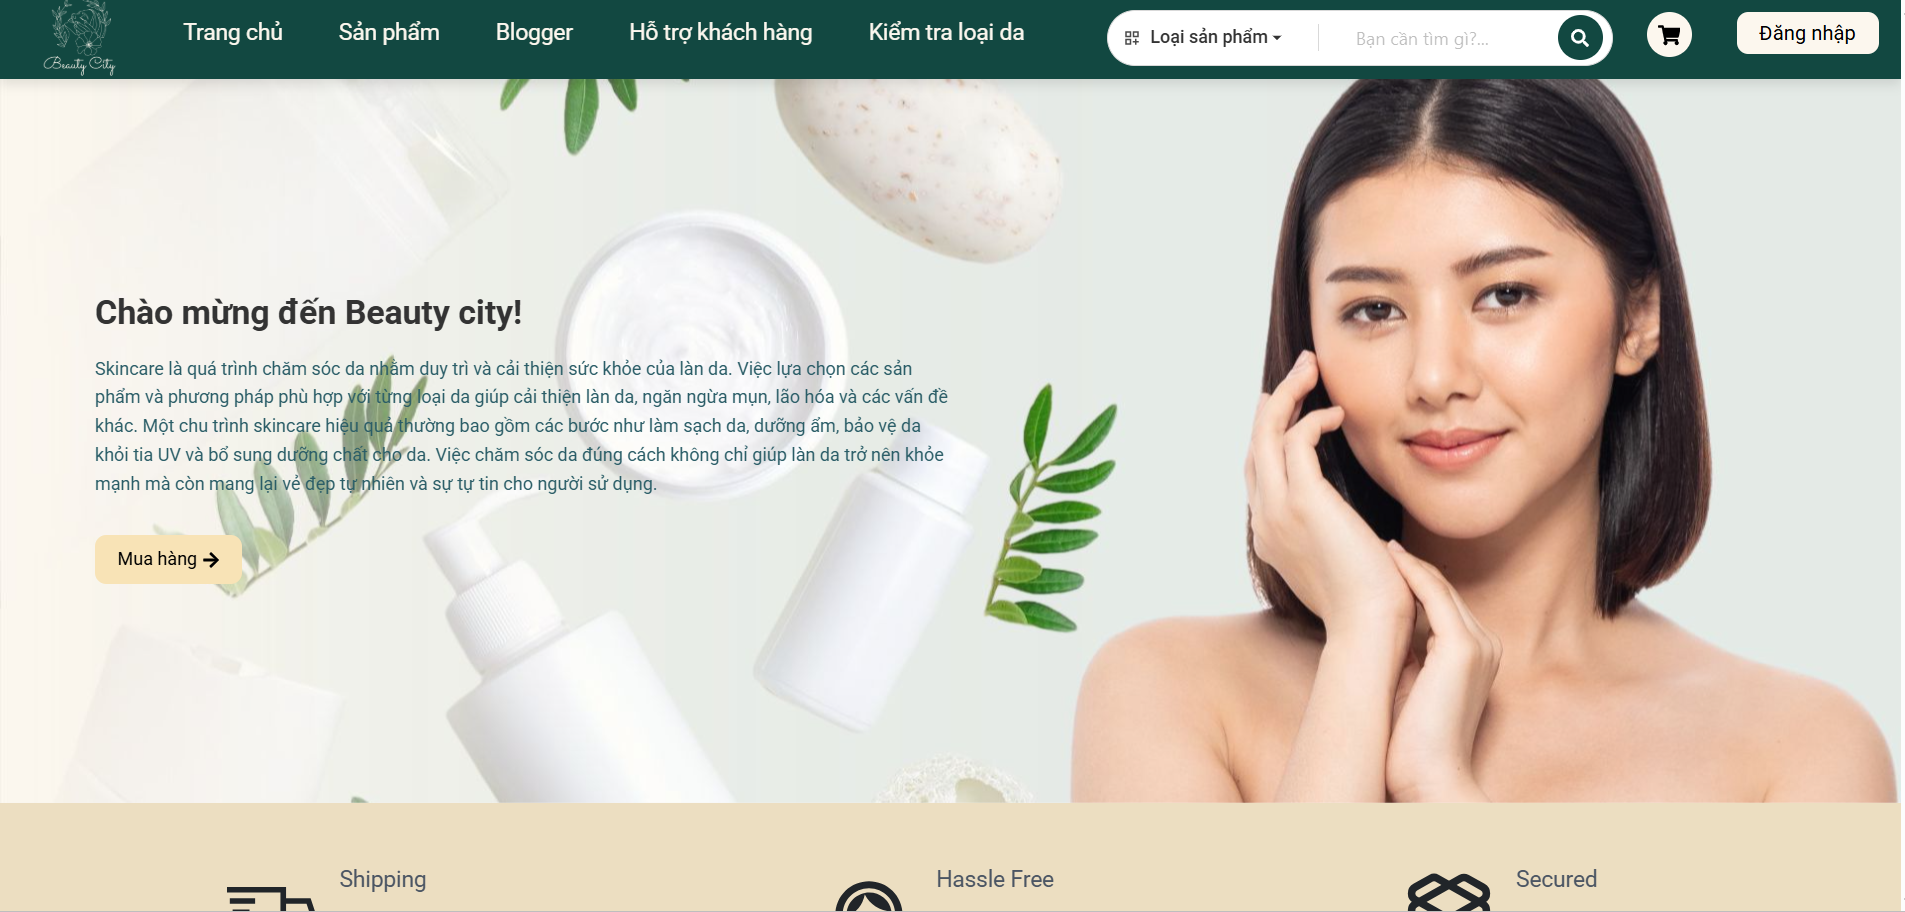 Beauty City
Trang chủ
Sản phẩm
Blogger
Hỗ trợ khách hàng
Kiểm tra loại da
Loại sản phẩm
Bạn cần tìm gì?...
Đăng nhập
Chào mừng đến Beauty city!
Skincare là quá trình chăm sóc da nhằm duy trì và cải thiện sức khỏe của làn da. Việc lựa chọn các sản
phẩm và phương pháp phù hợp với từng loại da giúp cải thiện làn da, ngăn ngừa mụn, lão hóa và các vấn đề
khác. Một chu trình skincare hiệu quả thường bao gồm các bước như làm sạch da, dưỡng ẩm, bảo vệ da
khỏi tia UV và bổ sung dưỡng chất cho da. Việc chăm sóc da đúng cách không chỉ giúp làn da trở nên khỏe
mạnh mà còn mang lại vẻ đẹp tự nhiên và sự tự tin cho người sử dụng.
Mua hàng
Shipping
Hassle Free
Secured